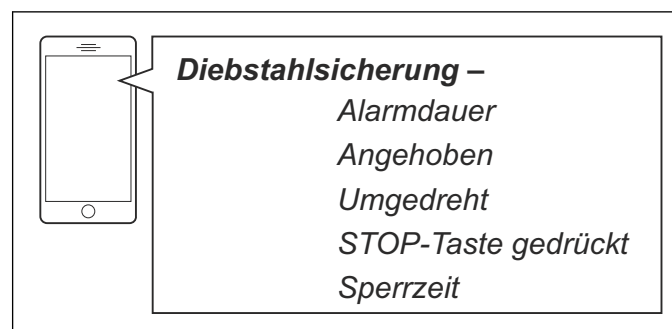 Diebstahlsicherung –
Alarmdauer
Angehoben
Umgedreht
STOP-Taste gedrückt
Sperrzeit